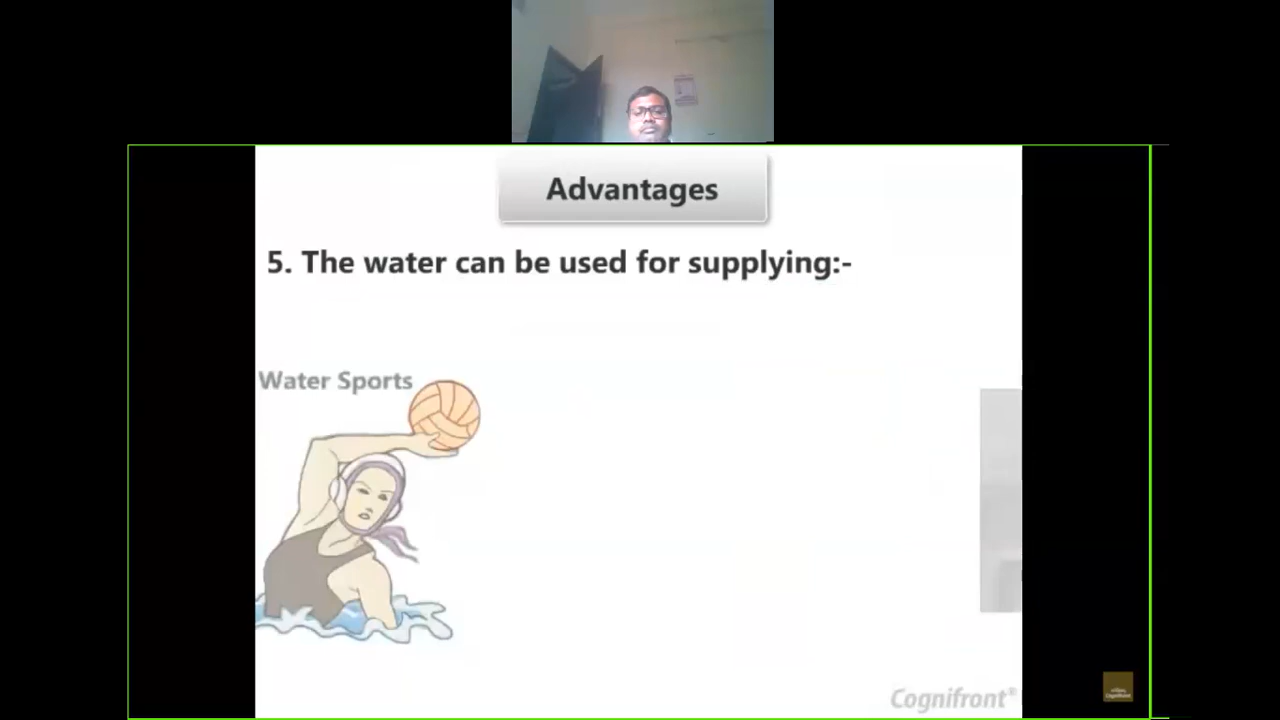 Advantages
5. The water can be used for supplying:-
Water Sports
Cognifront®